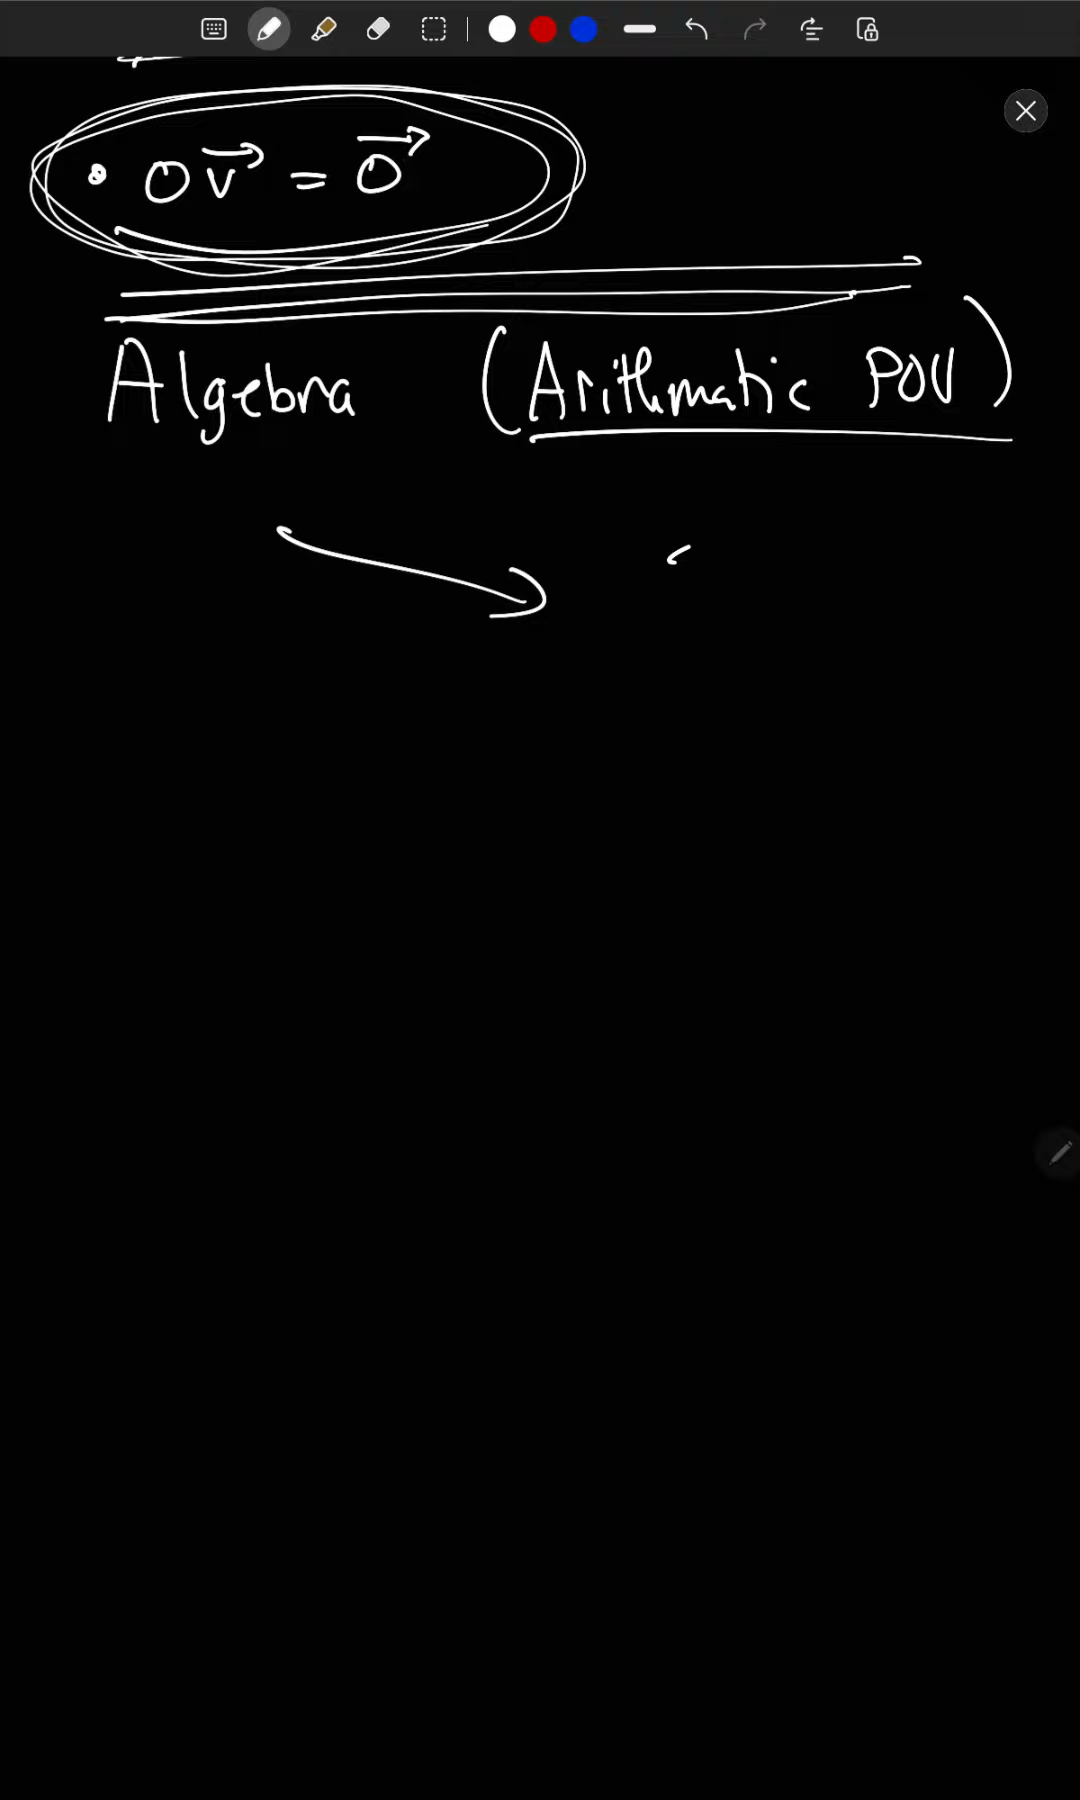 • 0v⃗ = 0⃗
Algebra (Arithmatic POV)